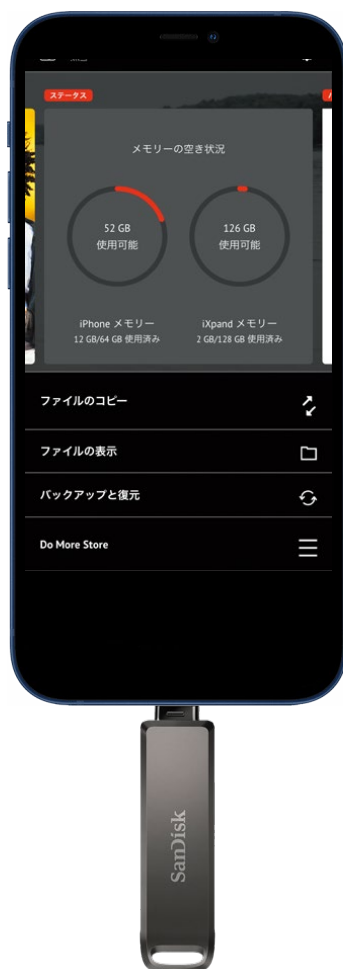 ステータス
メモリーの空き状況
52 GB
使用可能
126 GB
使用可能
iPhone メモリー
12 GB/64 GB 使用済み
iXpand メモリー
2 GB/128 GB 使用済み
ファイルのコピー
ファイルの表示
バックアップと復元
Do More Store
SanDisk